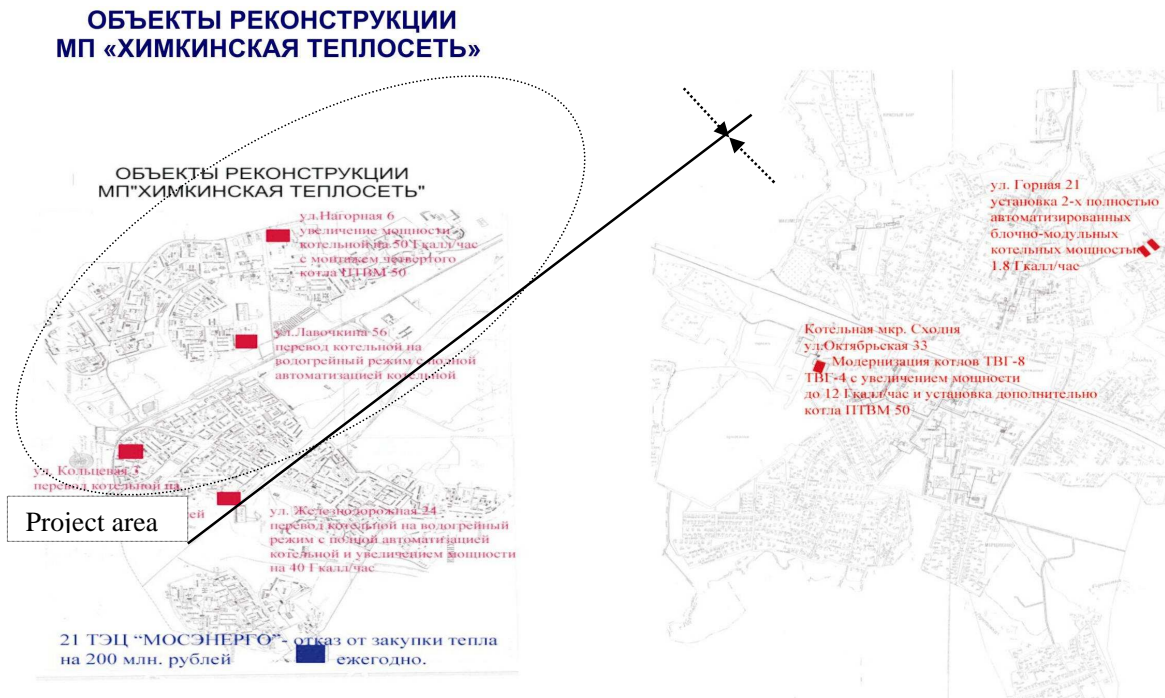 ОБЪЕКТЫ РЕКОНСТРУКЦИИ
МП «ХИМКИНСКАЯ ТЕПЛОСЕТЬ»
ОБЪЕКТЫ РЕКОНСТРУКЦИИ
МП"ХИМКИНСКАЯ ТЕПЛОСЕТЬ"
ул.Нагорная 6
увеличение мощности
котельной на 50 Гкалл/час
с монтажем четвертого
котла ПТВМ 50
ул.Лавочкина 56
перевод котельной на
водогрейный режим с полной
автоматизацией котельной
ул. Кольцевая 3
перевод котельной на
Project area
ул. Железнодорожная 24
перевод котельной на водогрейный
режим с полной автоматизацией
котельной и увеличением мощности
на 40 Гкалл/час
21 ТЭЦ “МОСЭНЕРГО”- отказ от закупки тепла
на 200 млн. рублей ежегодно.
ул. Горная 21
установка 2-х полностью
автоматизированных
блочно-модульных
котельных мощностью
1.8 Гкалл/час
Котельная мкр. Сходня
ул.Октябрьская 33
Модернизация котлов ТВГ-8
ТВГ-4 с увеличением мощности
до 12 Гкалл/час и установка дополнительно
котла ПТВМ 50